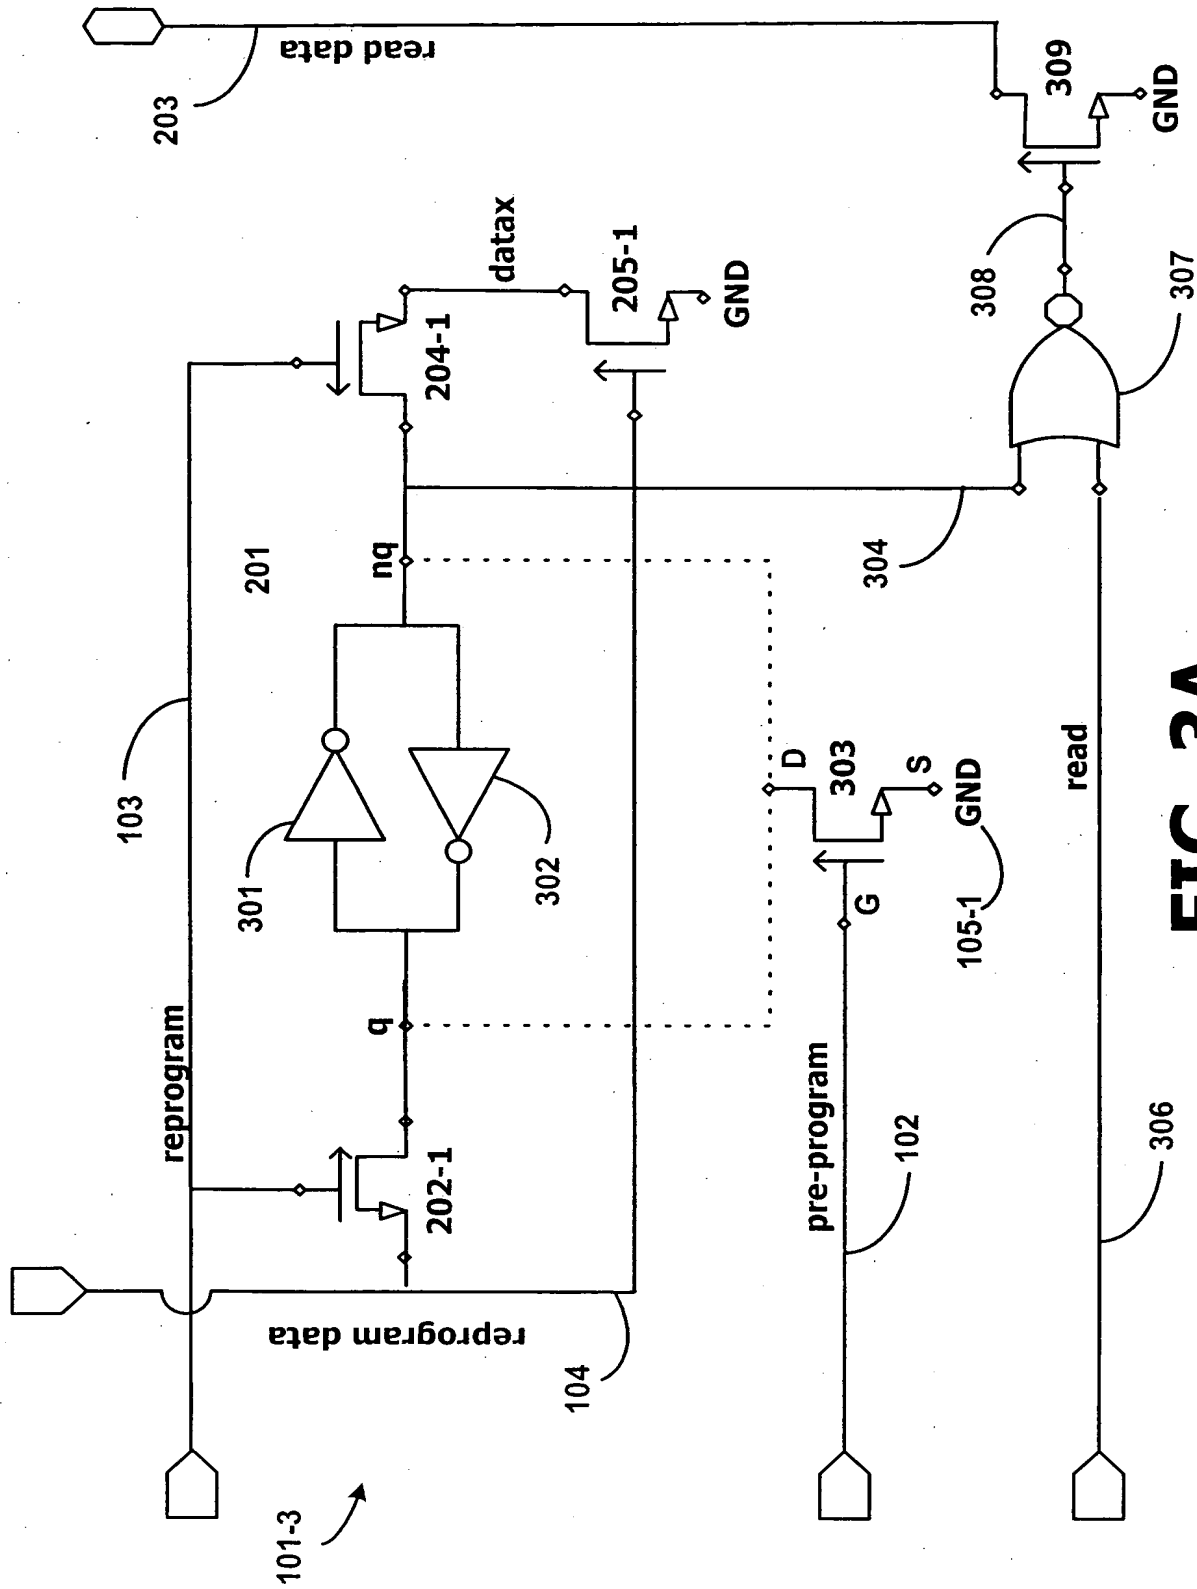 101-3
reprogram
103
reprogram data
104
202-1
q
301
302
201
nq
204-1
datax
205-1
GND
203
read data
pre-program
102
G
D
303
S
GND
105-1
304
306
read
307
308
309
GND
FIG. 3A